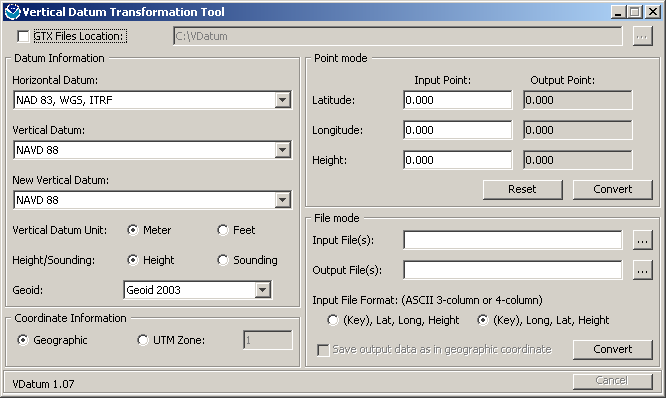 Vertical Datum Transformation Tool
GTX Files Location: C:\VDatum ...
Datum Information
Horizontal Datum:
NAD 83, WGS, ITRF
Vertical Datum:
NAVD 88
New Vertical Datum:
NAVD 88
Vertical Datum Unit: Meter Feet
Height/Sounding: Height Sounding
Geoid: Geoid 2003
Coordinate Information
Geographic UTM Zone: 1
Point mode
Input Point: Output Point:
Latitude: 0.000 0.000
Longitude: 0.000 0.000
Height: 0.000 0.000
Reset Convert
File mode
Input File(s): ...
Output File(s): ...
Input File Format: (ASCII 3-column or 4-column)
(Key), Lat, Long, Height (Key), Long, Lat, Height
Save output data as in geographic coordinate Convert
VDatum 1.07 Cancel